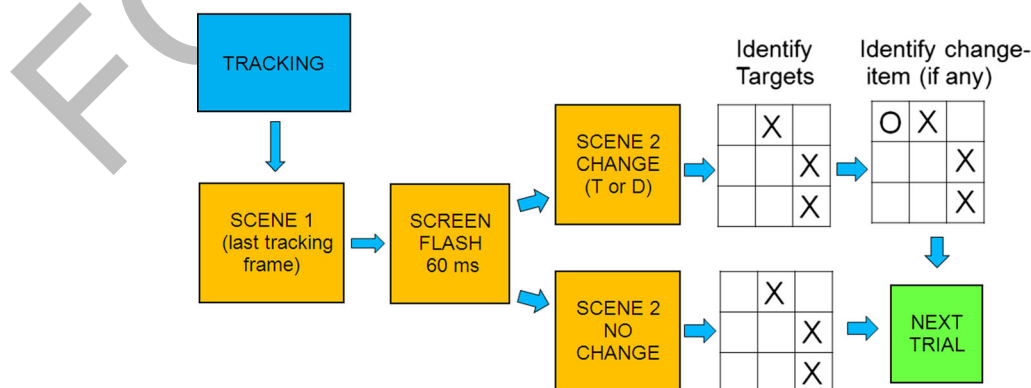 FO
TRACKING
SCENE 1
(last tracking
frame)
SCREEN
FLASH
60 ms
SCENE 2
CHANGE
(T or D)
SCENE 2
NO
CHANGE
Identify
Targets
X
X
X
X
X
X
Identify change-
item (if any)
O X
X
X
NEXT
TRIAL